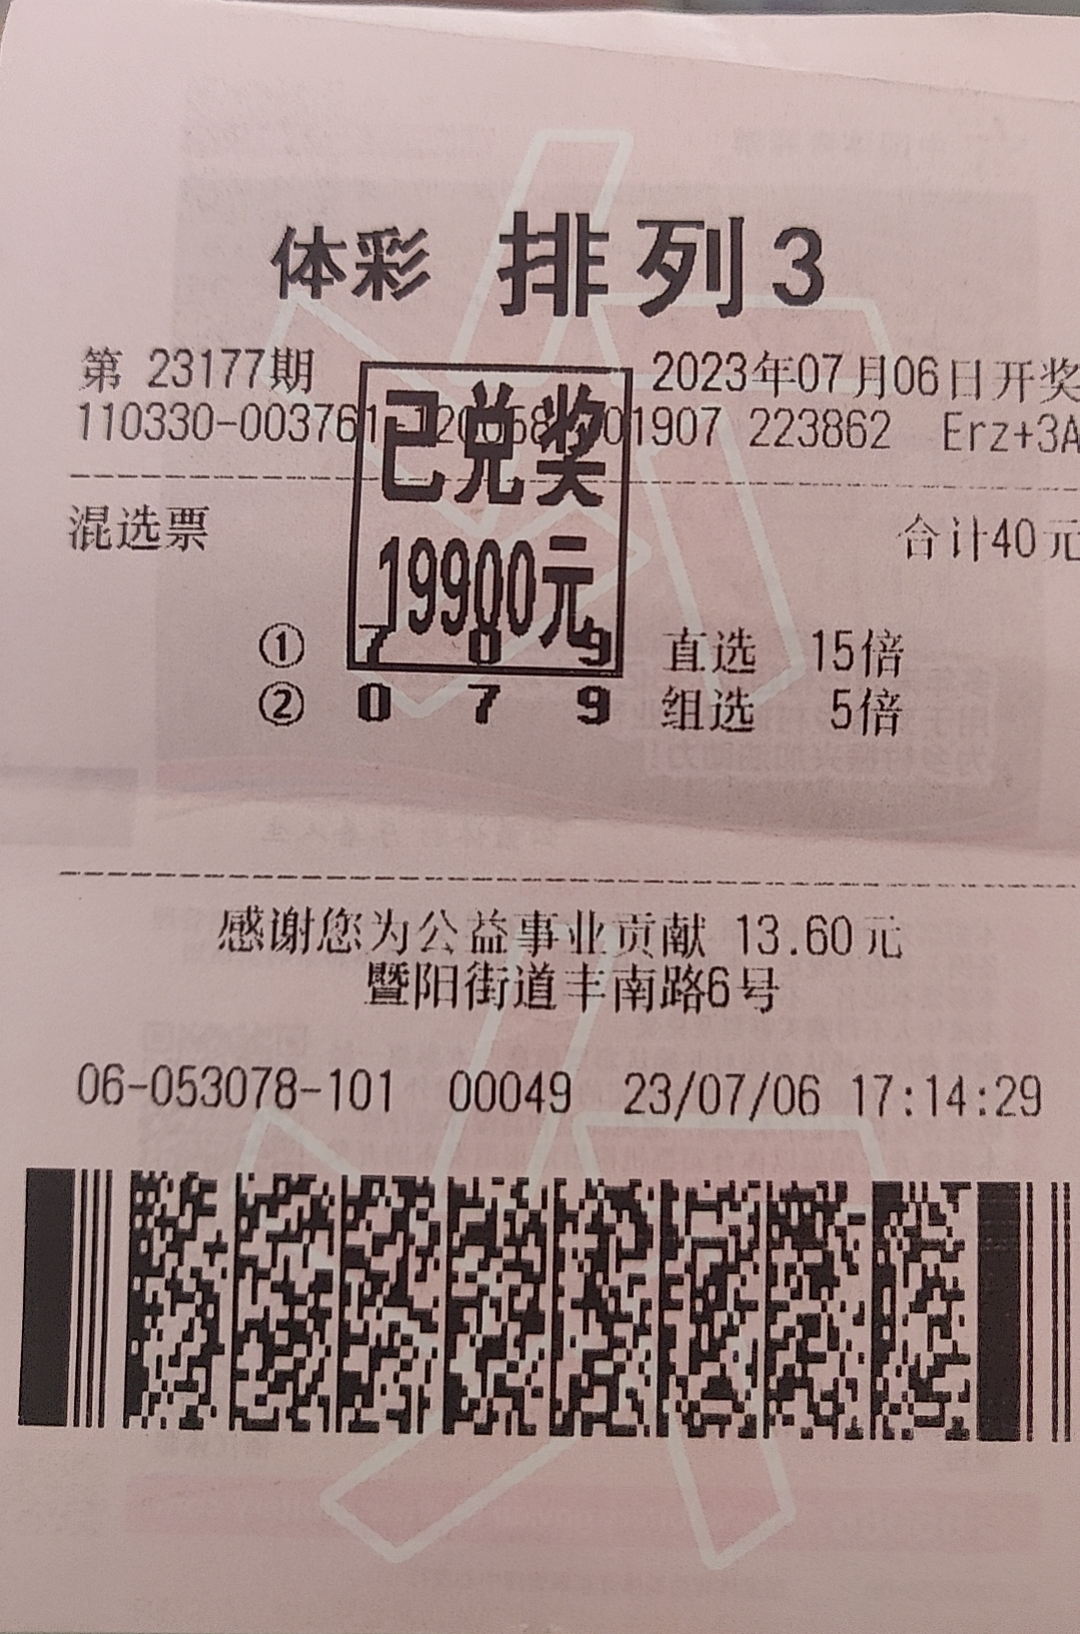 体彩 排列3
第 23177期 2023年07月06日开奖
110330-003761 01907 223862 Erz+3A
已兑奖
19900元
混选票 合计40元
① 7 0 9 直选 15倍
② 0 7 9 组选 5倍
感谢您为公益事业贡献 13.60元
暨阳街道丰南路6号
06-053078-101 00049 23/07/06 17:14:29